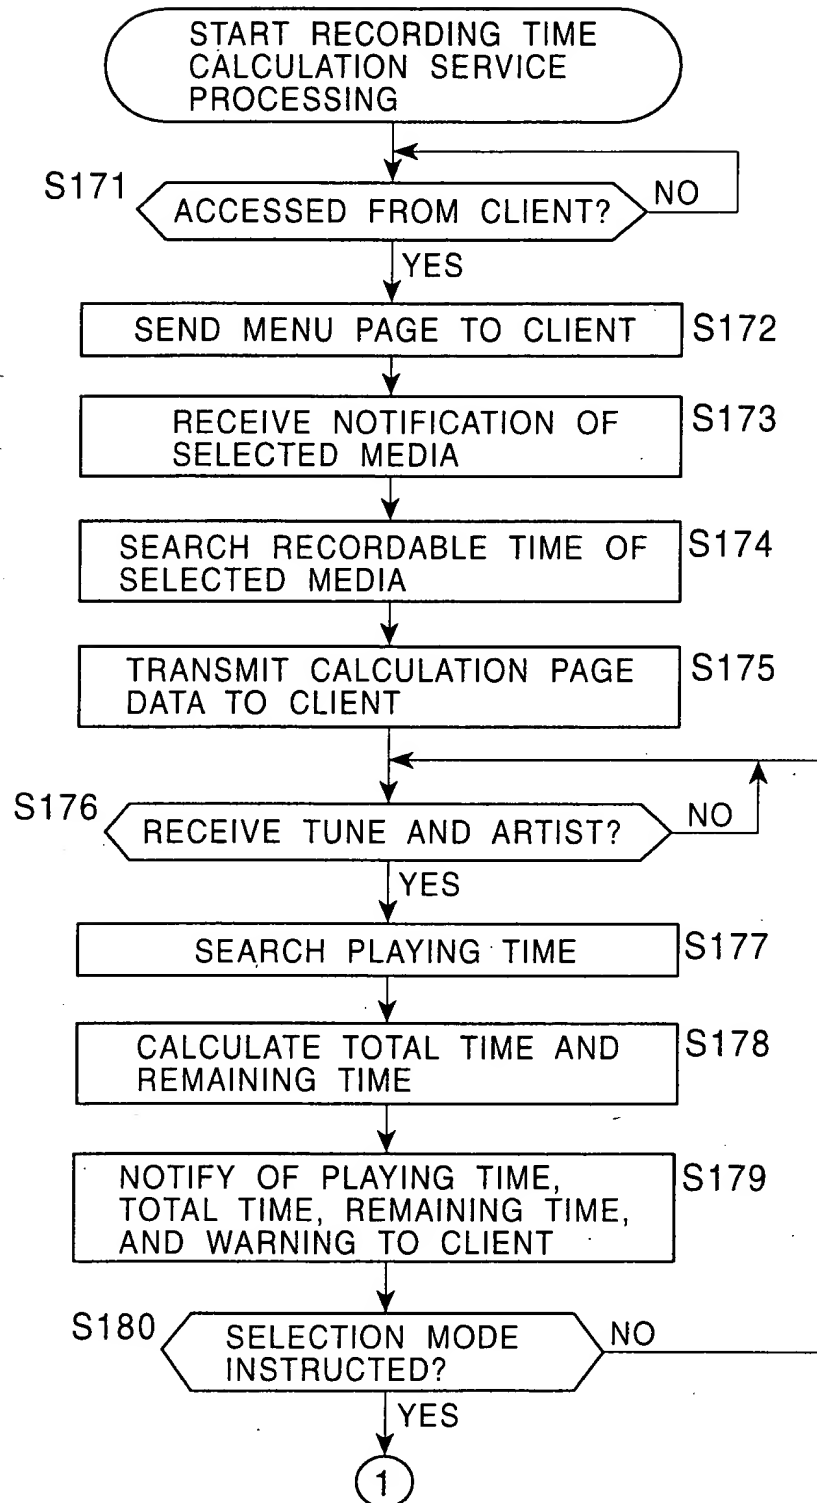 START RECORDING TIME
CALCULATION SERVICE
PROCESSING
S171
ACCESSED FROM CLIENT?
NO
YES
SEND MENU PAGE TO CLIENT
S172
RECEIVE NOTIFICATION OF
SELECTED MEDIA
S173
SEARCH RECORDABLE TIME OF
SELECTED MEDIA
S174
TRANSMIT CALCULATION PAGE
DATA TO CLIENT
S175
S176
RECEIVE TUNE AND ARTIST?
NO
YES
SEARCH PLAYING TIME
S177
CALCULATE TOTAL TIME AND
REMAINING TIME
S178
NOTIFY OF PLAYING TIME,
TOTAL TIME, REMAINING TIME,
AND WARNING TO CLIENT
S179
S180
SELECTION MODE
INSTRUCTED?
NO
YES
1